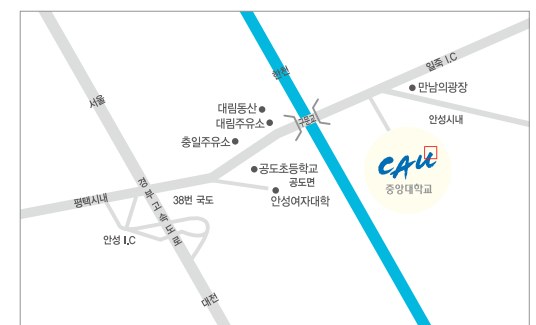 일죽 I.C
안천
만남의광장
서울
대림동산
대림주유소
구문교
안성시내
충일주유소
CAU
공도초등학교
공도면
중앙대학교
경부고속도로
38번 국도
안성여자대학
평택시내
안성 I.C
대전